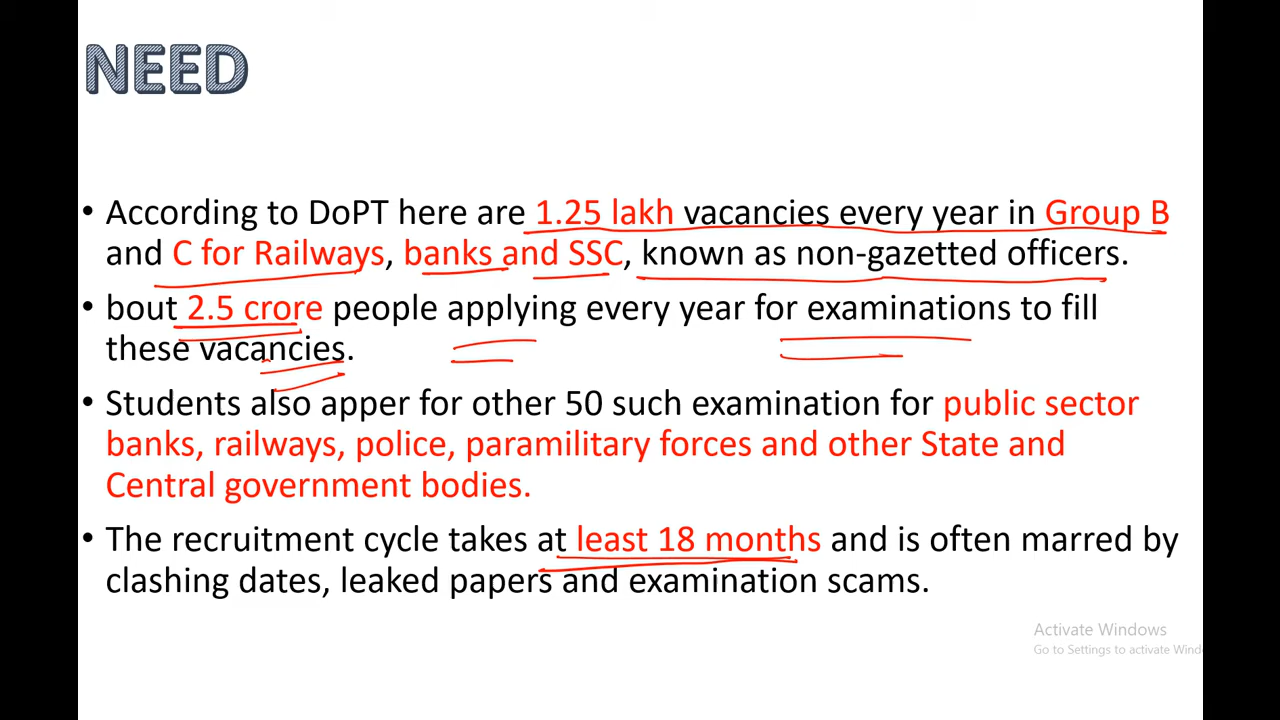 NEED
• According to DoPT here are 1.25 lakh vacancies every year in Group B
and C for Railways, banks and SSC, known as non-gazetted officers.
• bout 2.5 crore people applying every year for examinations to fill
these vacancies.
• Students also apper for other 50 such examination for public sector
banks, railways, police, paramilitary forces and other State and
Central government bodies.
• The recruitment cycle takes at least 18 months and is often marred by
clashing dates, leaked papers and examination scams.
Activate Windows
Go to Settings to activate Wind